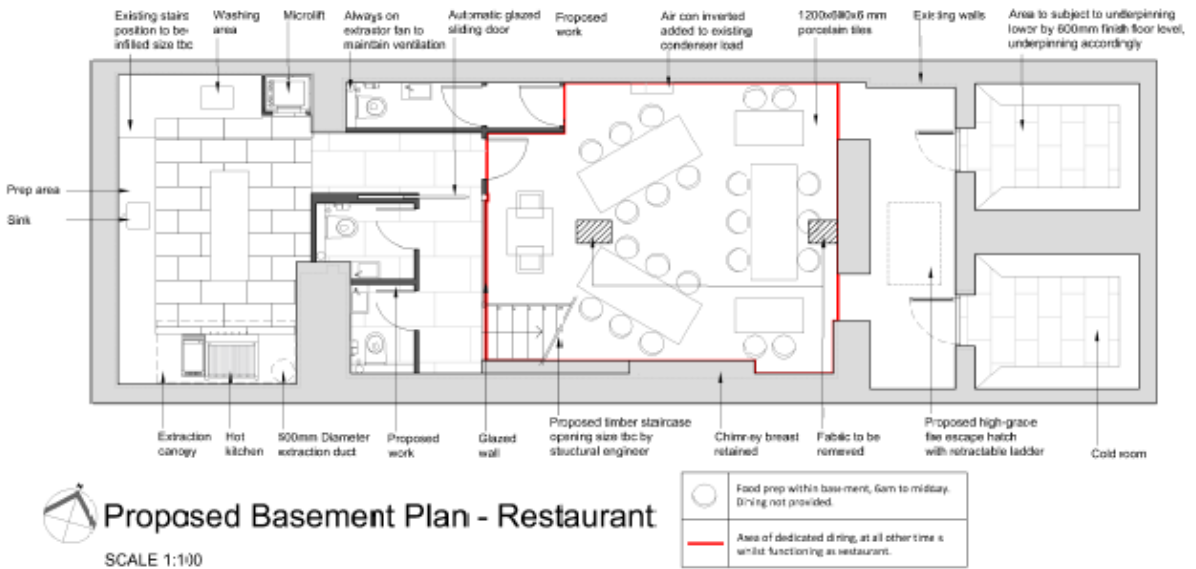 Existing stairs
position to be
infilled size tbc
Washing
area
Microlift
Always on
extractor fan to
maintain ventilation
Automatic glazed
sliding door
Proposed
work
Air con inverted
added to existing
condenser load
1200x600x6 mm
porcelain tiles
Existing walls
Area to subject to underpinning
lower by 600mm finish floor level,
underpinning accordingly
Prep area
Sink
Extraction
canopy
Hot
kitchen
500mm Diameter
extraction duct
Proposed
work
Glazed
wall
Proposed timber staircase
opening size tbc by
structural engineer
Chimney breast
retained
Fabric to be
removed
Proposed high-grade
fire escape hatch
with retractable ladder
Cold room
Proposed Basement Plan - Restaurant
SCALE 1:100
Food prep within basement, 6am to midday.
Dining not provided.
Area of dedicated dining, at all other times
whilst functioning as restaurant.